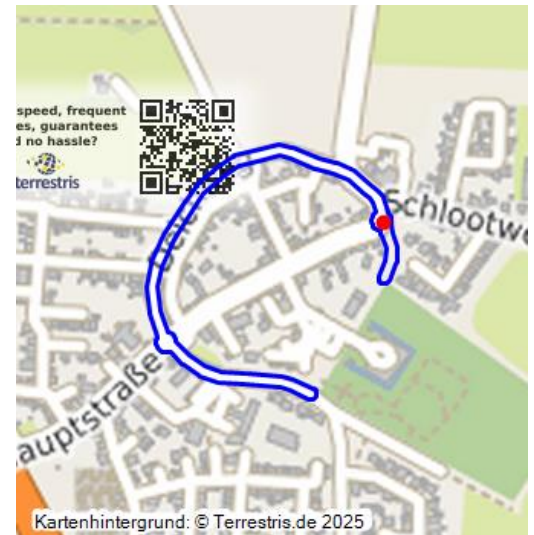 speed, frequent
es, guarantees
d no hassle?
terrestris
Schlootwe
auptstraße
Kartenhintergrund: © Terrestris.de 2025